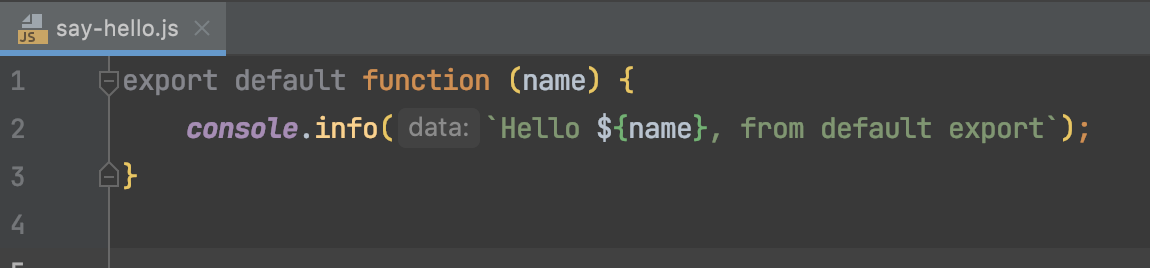 JS say-hello.js
1 export default function (name) {
2 console.info( data: `Hello ${name}, from default export`);
3 }
4